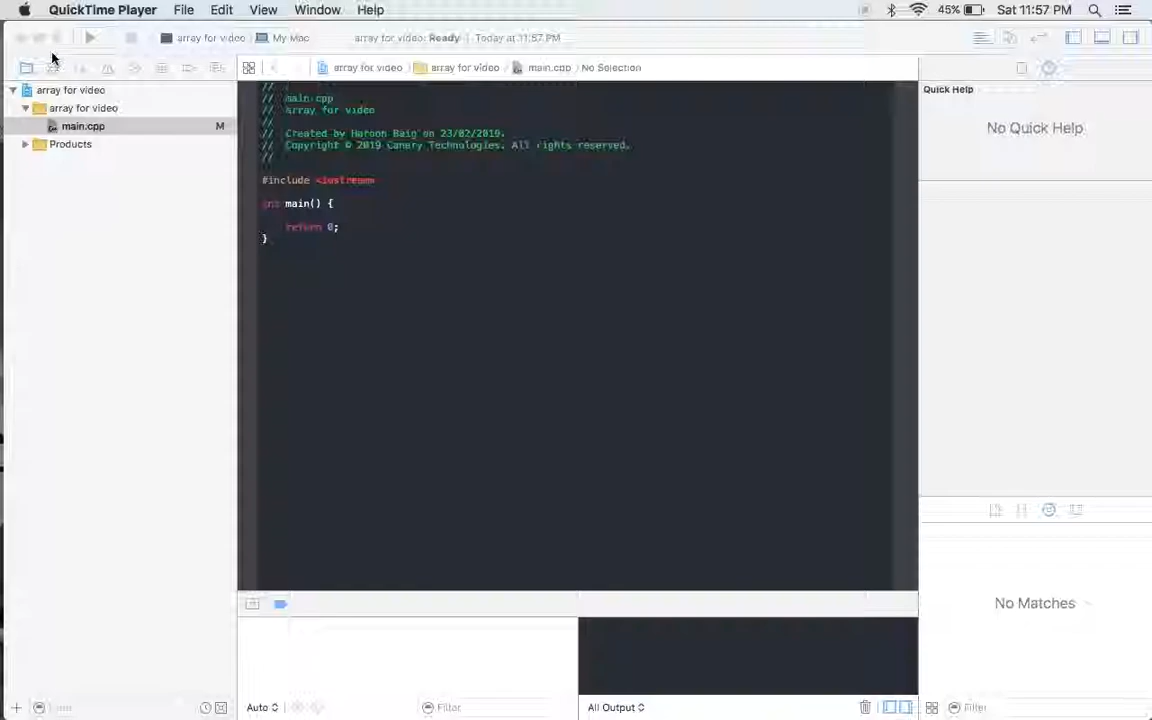 QuickTime Player File Edit View Window Help 45% Sat 11:57 PM
array for video My Mac array for video: Ready | Today at 11:57 PM
array for video array for video main.cpp No Selection
array for video
array for video
main.cpp M
Products
//
// main.cpp
// array for video
//
// Created by Haroon Baig on 23/02/2019.
// Copyright © 2019 Canary Technologies. All rights reserved.
//
#include <iostream>
int main() {
return 0;
}
Quick Help
No Quick Help
No Matches
Auto Filter All Output Filter